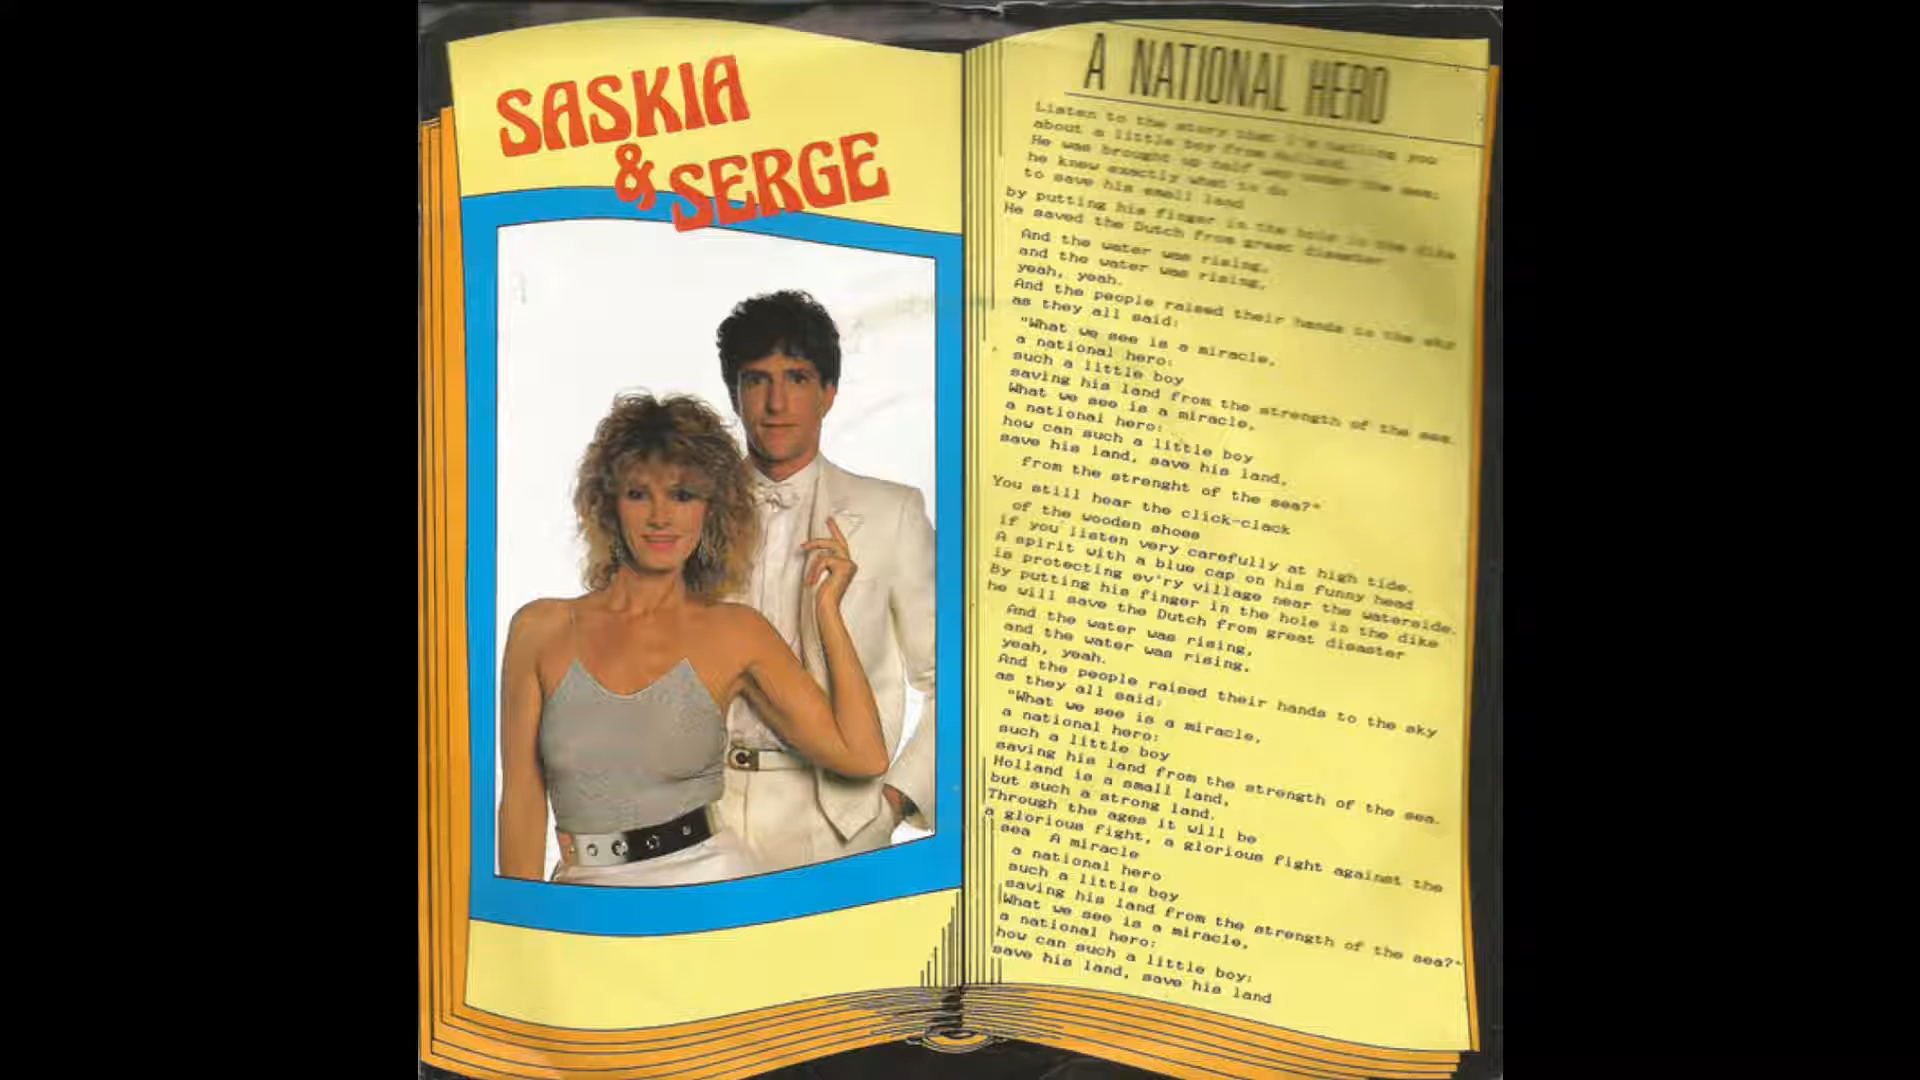 SASKIA
& SERGE
A NATIONAL HERO
Listen to the story that I'm telling you
about a little boy from Holland.
He was brought up half way under the sea;
he knew exactly what to do
to save his small land
by putting his finger in the hole in the dike
He saved the Dutch from great disaster
And the water was rising,
and the water was rising,
yeah, yeah.
And the people raised their hands to the sky
as they all said:
"What we see is a miracle,
a national hero:
such a little boy
saving his land from the strength of the sea.
What we see is a miracle,
a national hero:
how can such a little boy
save his land, save his land,
from the strenght of the sea?"
You still hear the click-clack
of the wooden shoes
if you listen very carefully at high tide.
A spirit with a blue cap on his funny head
is protecting ev'ry village near the waterside.
By putting his finger in the hole in the dike
he will save the Dutch from great disaster
And the water was rising,
and the water was rising,
yeah, yeah.
And the people raised their hands to the sky
as they all said:
"What we see is a miracle,
a national hero:
such a little boy
saving his land from the strength of the sea.
Holland is a small land,
but such a strong land.
Through the ages it will be
a glorious fight, a glorious fight against the
sea A miracle
a national hero
such a little boy
saving his land from the strength of the sea?"
What we see is a miracle,
a national hero:
how can such a little boy:
save his land, save his land